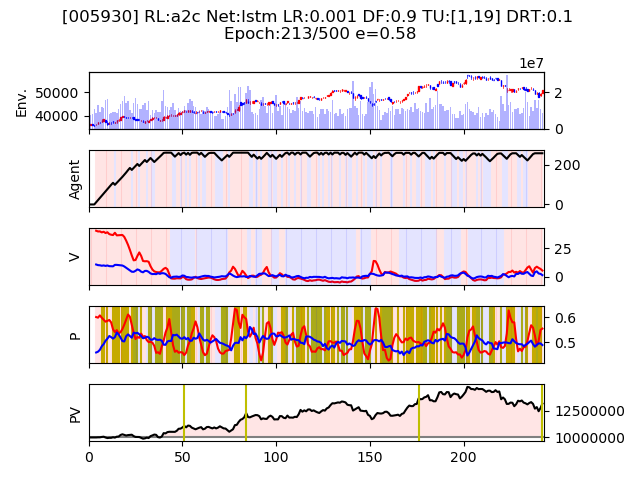 [005930] RL:a2c Net:lstm LR:0.001 DF:0.9 TU:[1,19] DRT:0.1
Epoch:213/500 e=0.58
1e7
Env.
50000
40000
2
0
Agent
200
0
V
25
0
P
0.6
0.5
PV
12500000
10000000
0 50 100 150 200